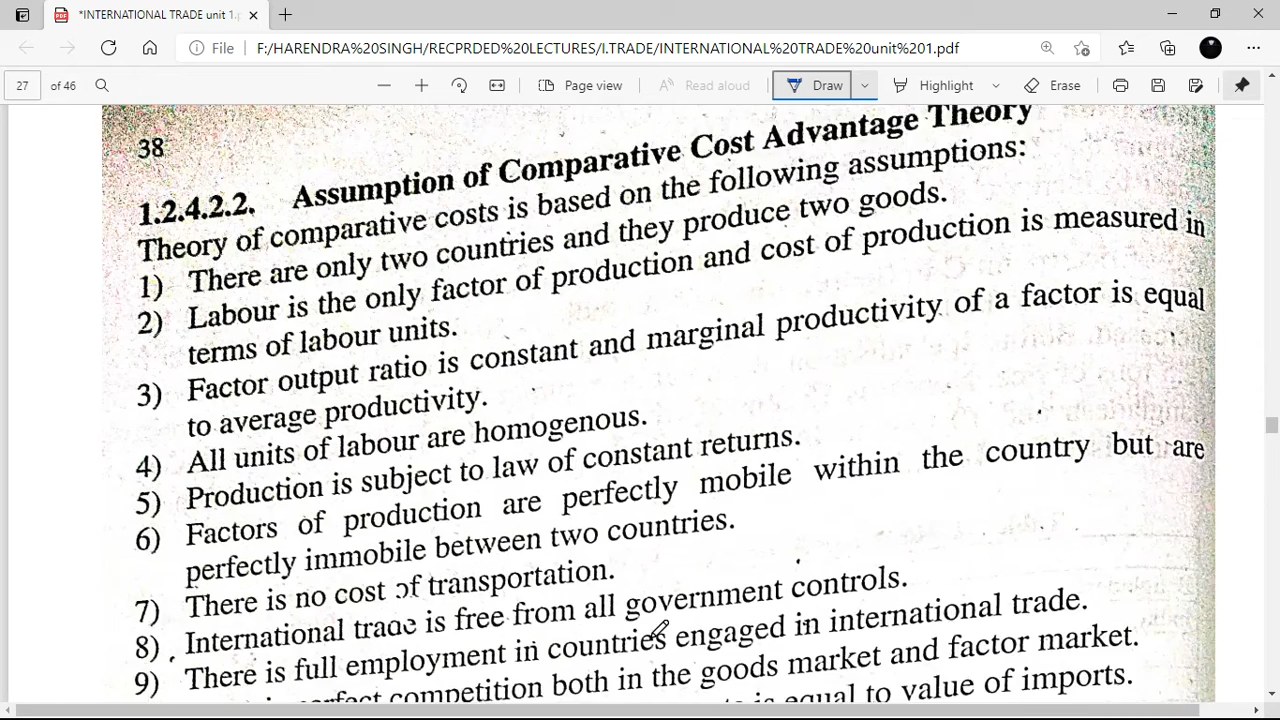 *INTERNATIONAL TRADE unit 1.p
File F:/HARENDRA%20SINGH/RECPRDED%20LECTURES/I.TRADE/INTERNATIONAL%20TRADE%20unit%201.pdf
27 of 46 Page view Read aloud Draw Highlight Erase
38
1.2.4.2.2. Assumption of Comparative Cost Advantage Theory
Theory of comparative costs is based on the following assumptions:
1) There are only two countries and they produce two goods.
2) Labour is the only factor of production and cost of production is measured in
terms of labour units.
3) Factor output ratio is constant and marginal productivity of a factor is equal
to average productivity.
4) All units of labour are homogenous.
5) Production is subject to law of constant returns.
6) Factors of production are perfectly mobile within the country but are
perfectly immobile between two countries.
7) There is no cost of transportation.
8) International trade is free from all government controls.
9) There is full employment in countries engaged in international trade.
competition both in the goods market and factor market.
is equal to value of imports.